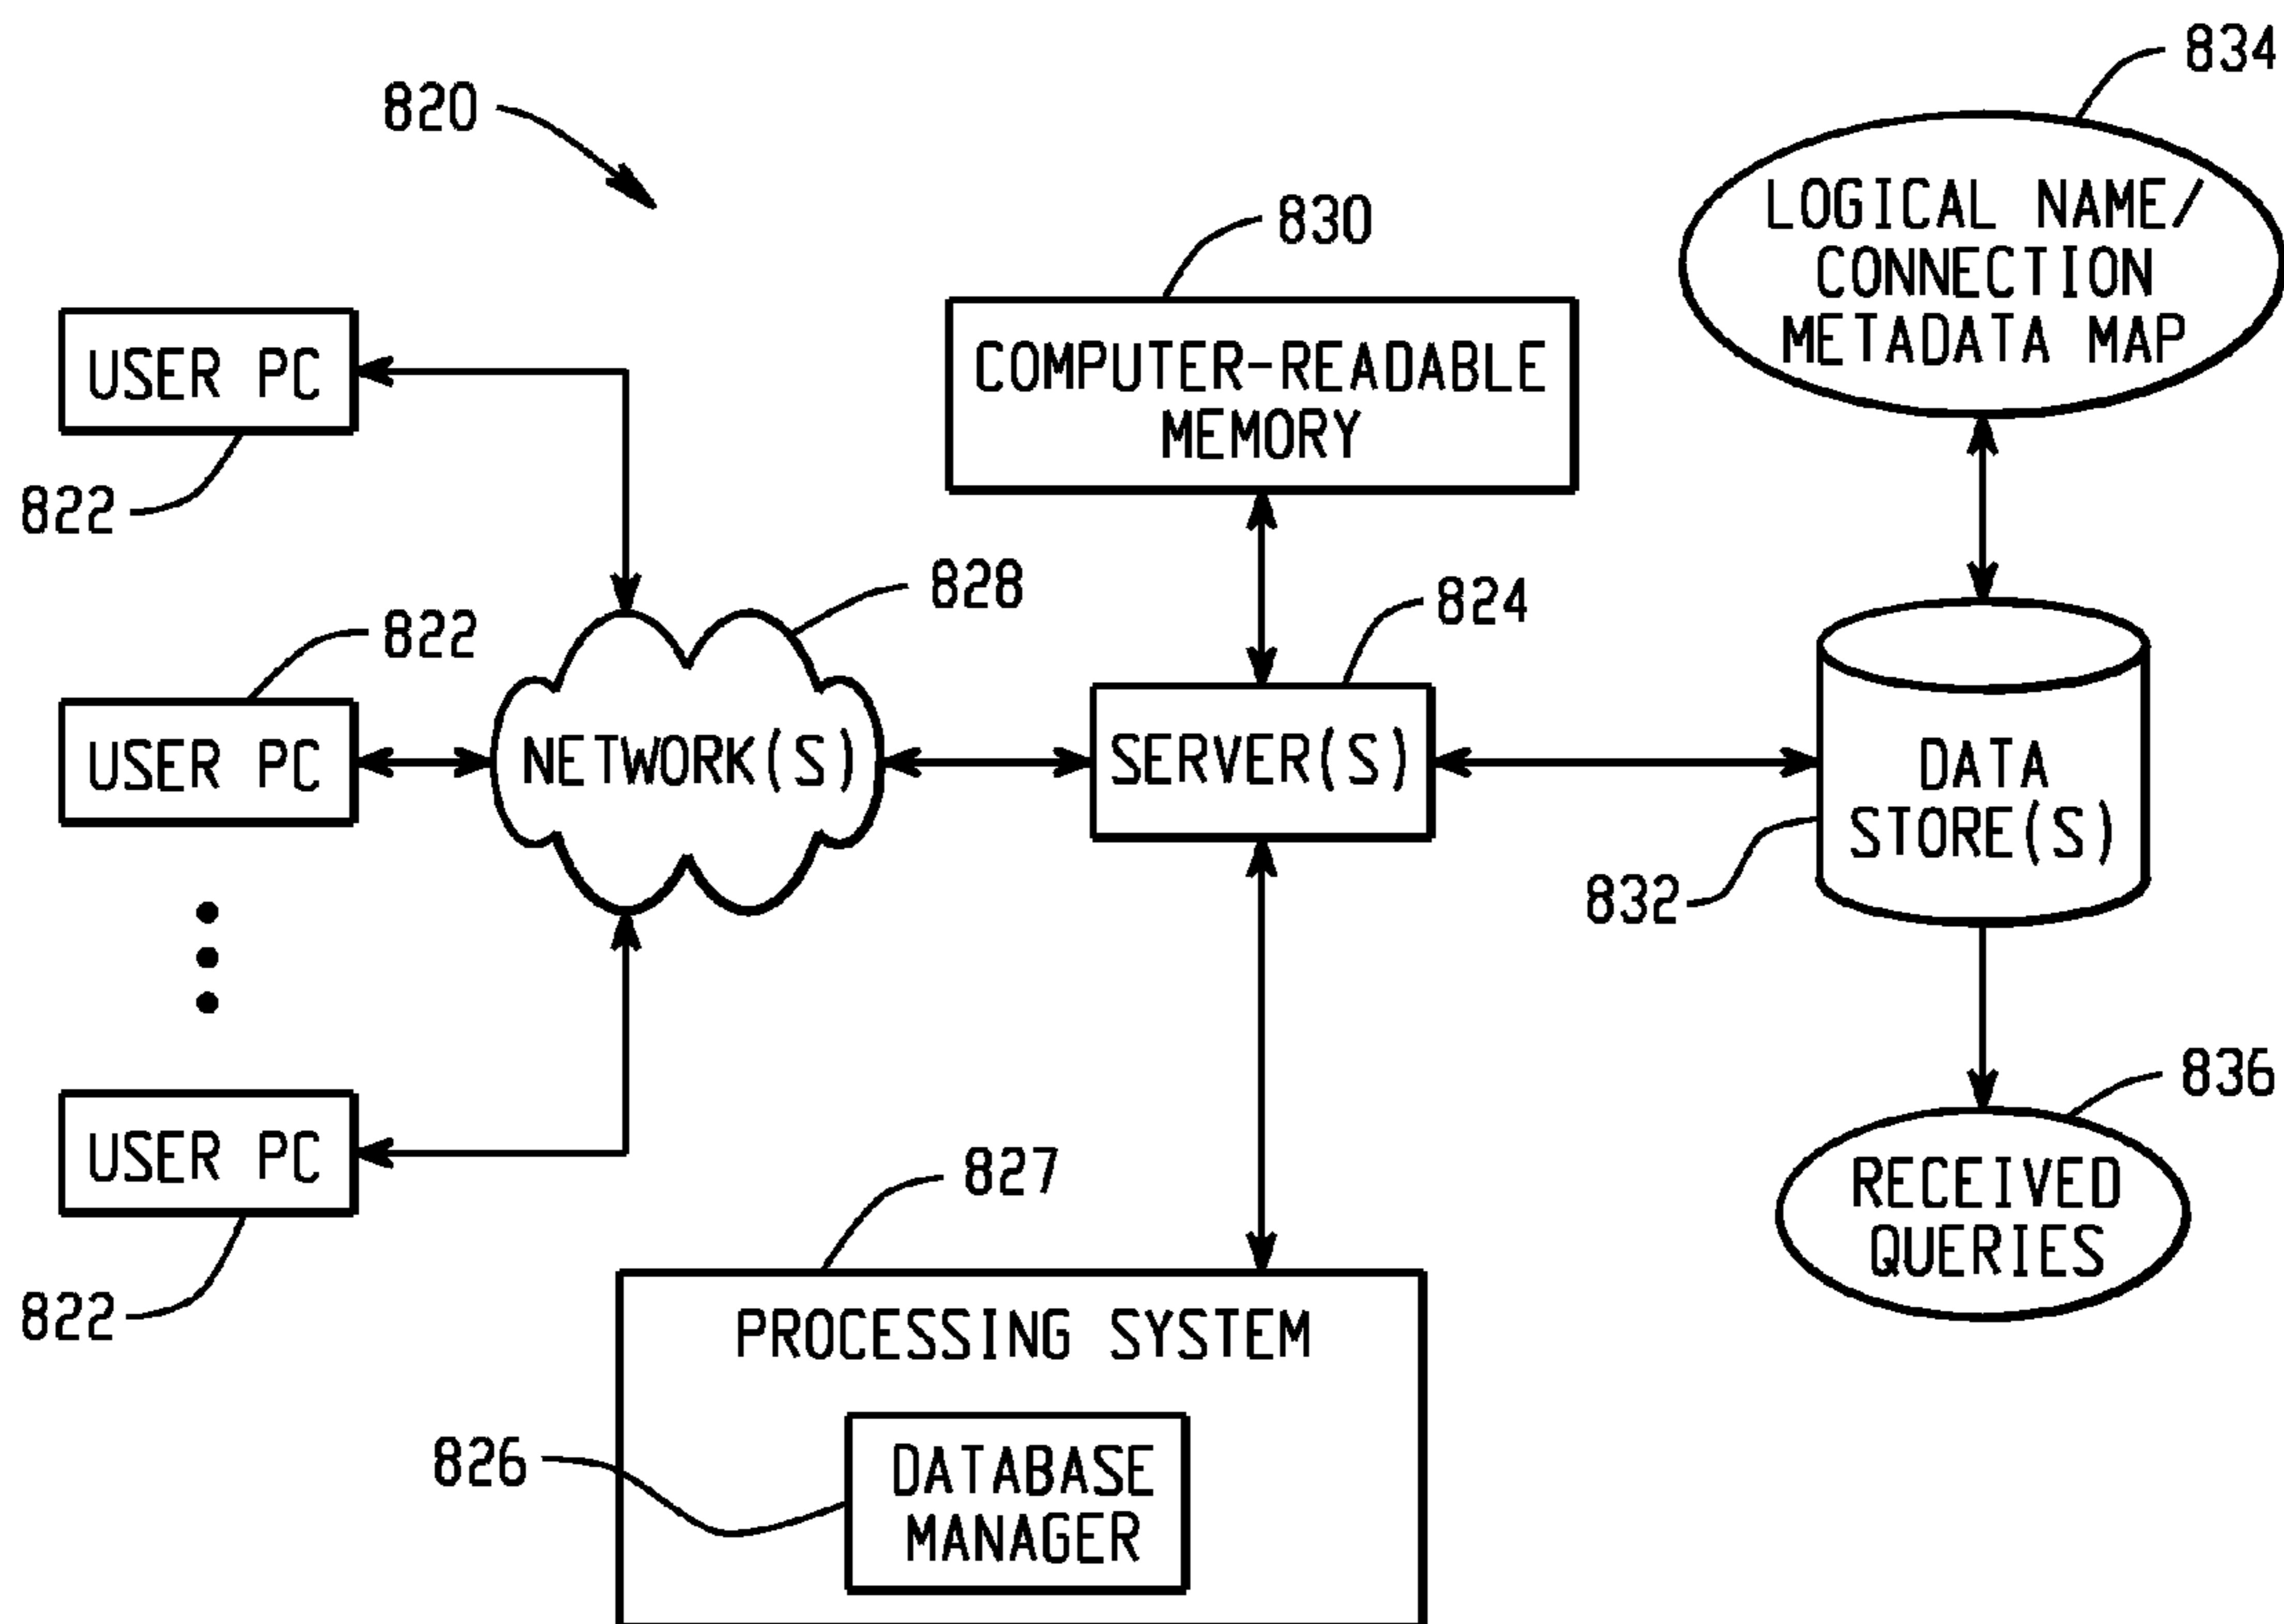 834
820
LOGICAL NAME/
CONNECTION
METADATA MAP
830
COMPUTER-READABLE
MEMORY
USER PC
822
828
824
822
USER PC
NETWORK(S)
SERVER(S)
DATA
STORE(S)
832
836
USER PC
822
827
RECEIVED
QUERIES
PROCESSING SYSTEM
826
DATABASE
MANAGER